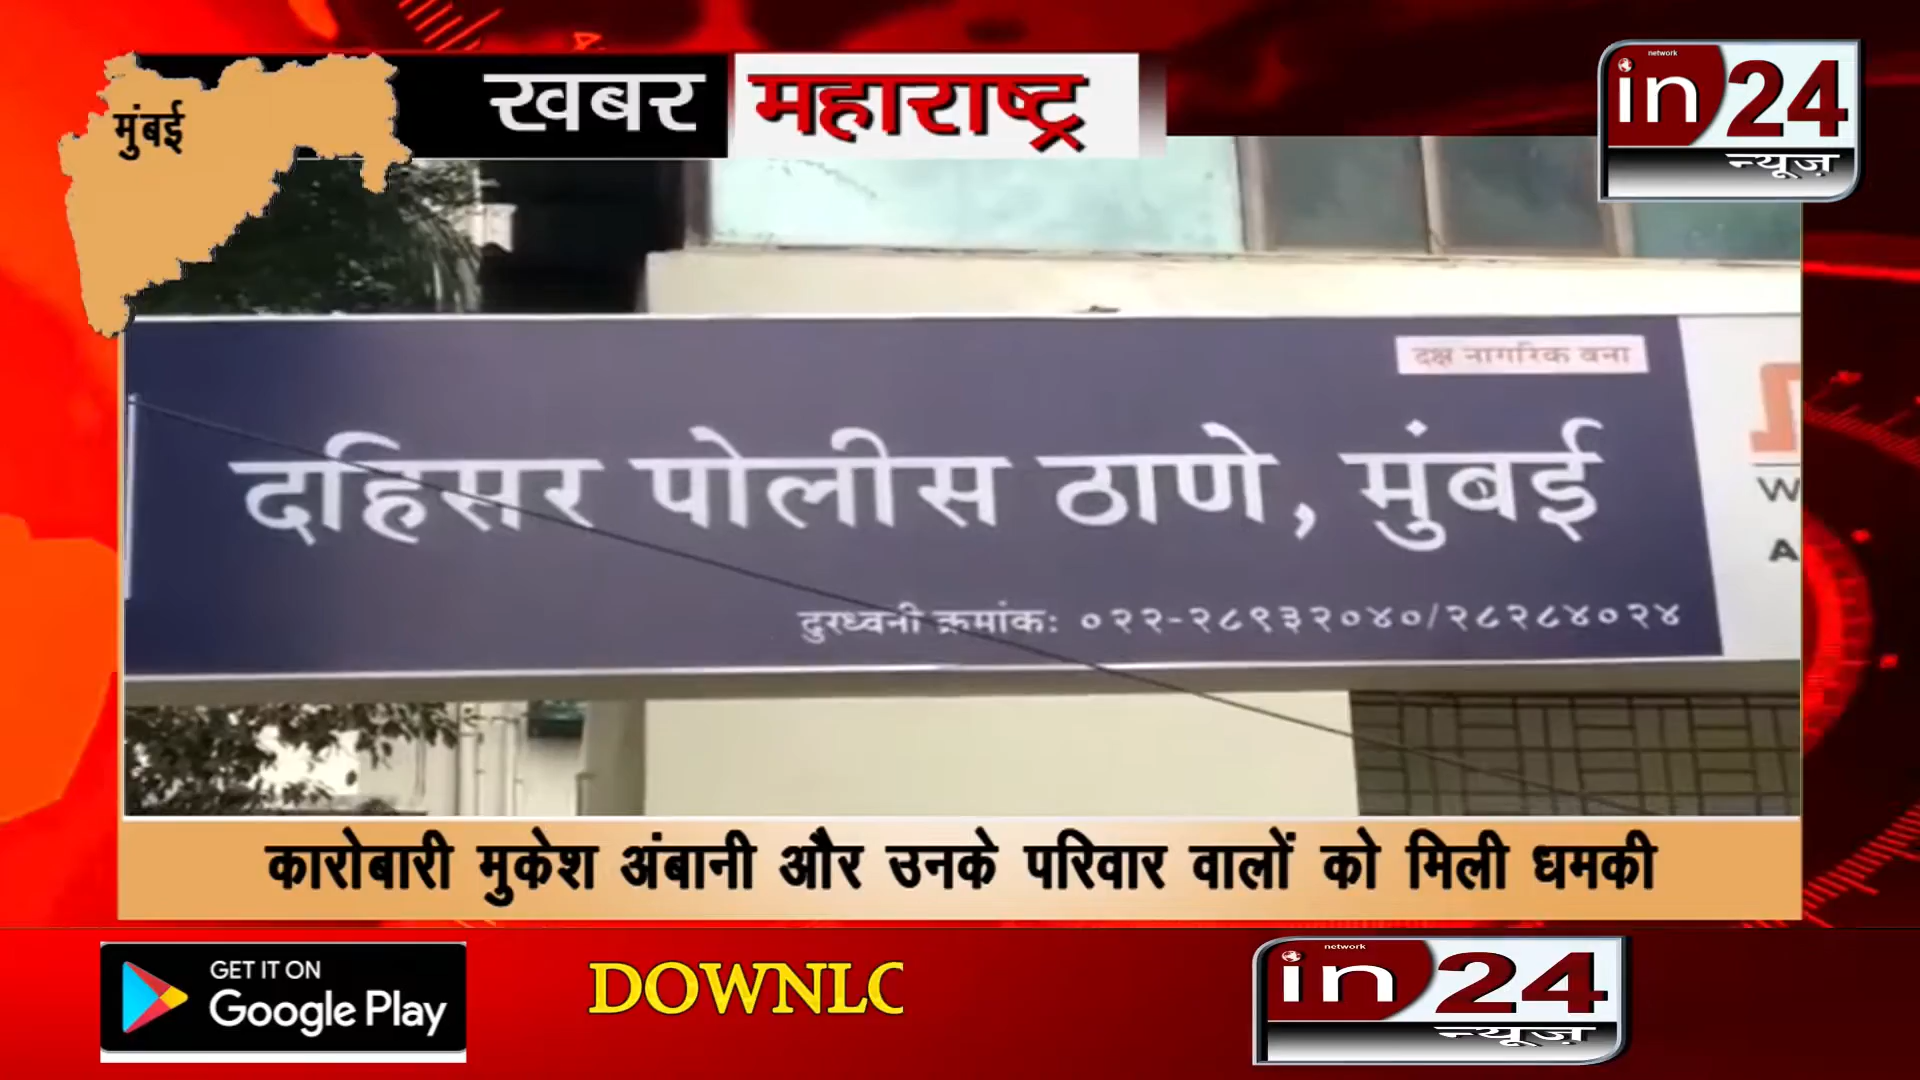 मुंबई
खबर महाराष्ट्र
network
in 24
न्यूज़
दक्ष नागरिक बना
दहिसर पोलीस ठाणे, मुंबई
दुरध्वनी क्रमांक: ०२२-२८९३२०४०/२८२८४०२४
W
A
कारोबारी मुकेश अंबानी और उनके परिवार वालों को मिली धमकी
GET IT ON
Google Play
DOWNLC
network
in 24
न्यूज़